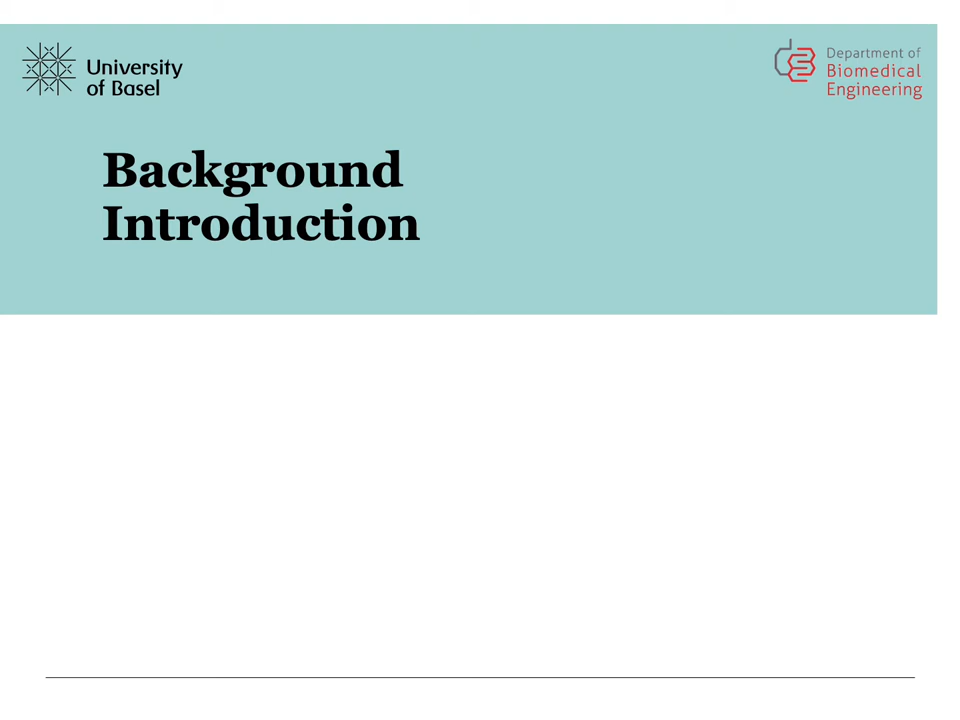 University
of Basel
Department of
Biomedical
Engineering
Background
Introduction